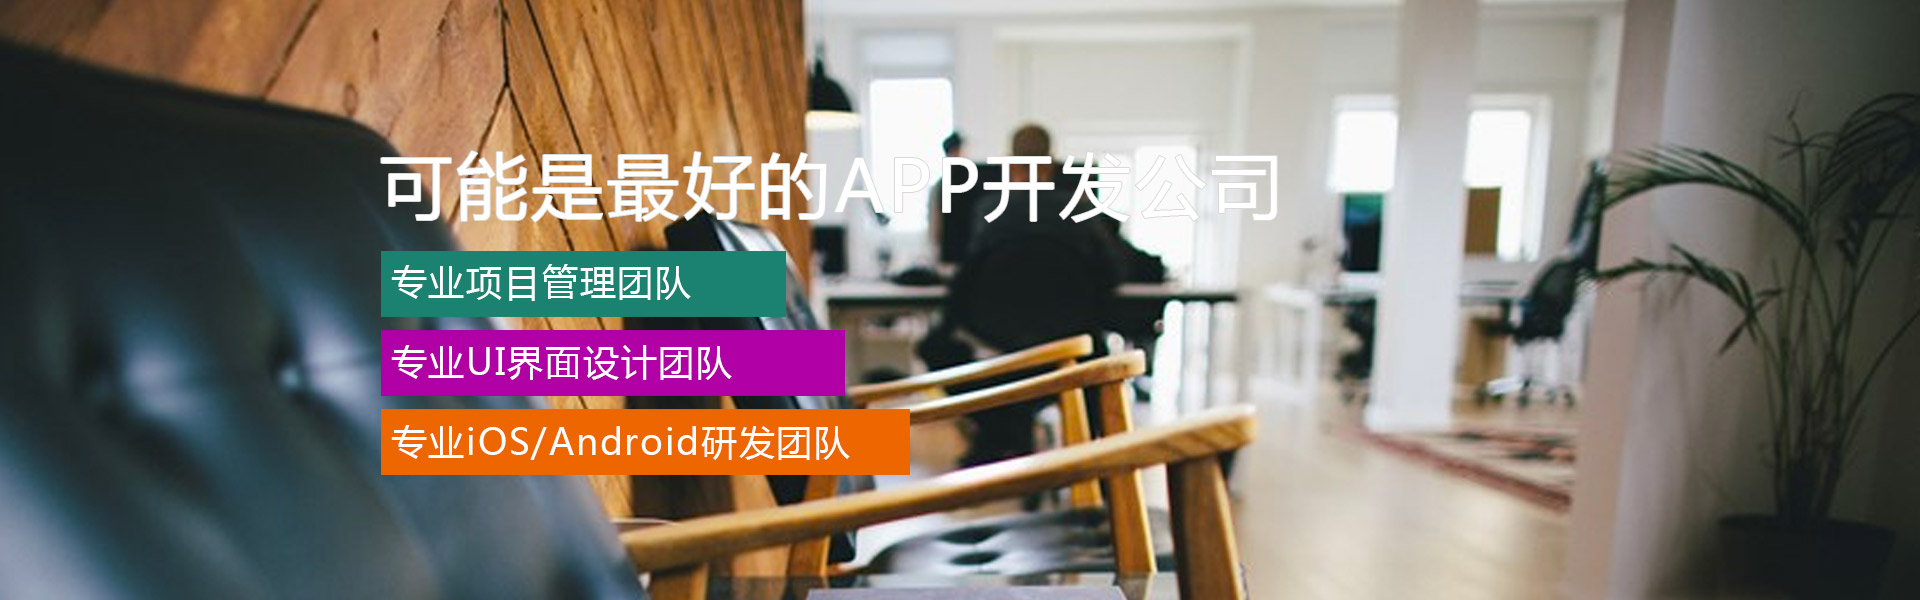 可能是最好的APP开发公司
专业项目管理团队
专业UI界面设计团队
专业iOS/Android研发团队